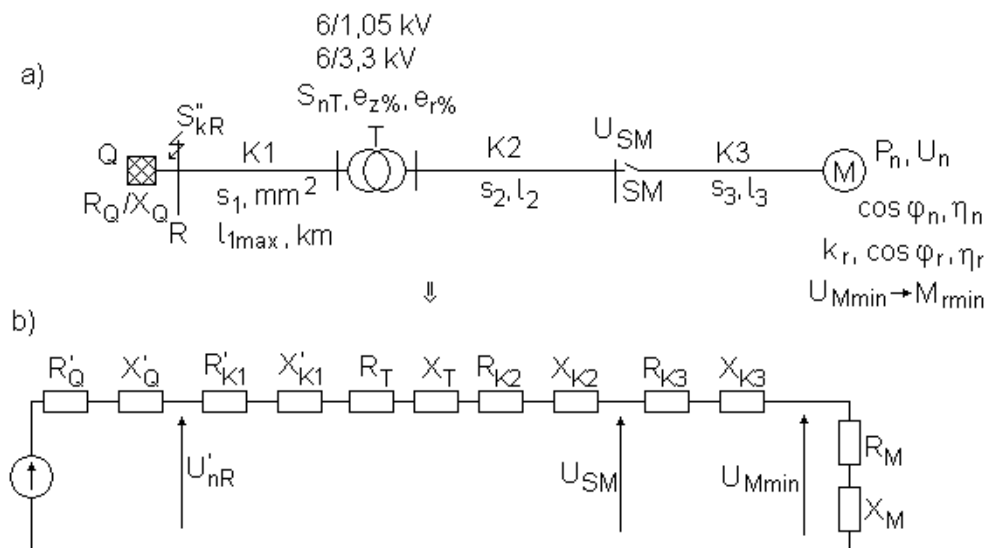 6/1,05 kV
6/3,3 kV
a)
S_nT, e_z%, e_r%
S"_kR
T
U_SM
Q
K1
K2
K3
P_n, U_n
M
s_1, mm²
s_2, l_2
SM
s_3, l_3
R_Q/X_Q
R
l_1max, km
cos φ_n, η_n
k_r, cos φ_r, η_r
⇓
U_Mmin→M_rmin
b)
R'_Q X'_Q R'_K1 X'_K1 R_T X_T R_K2 X_K2 R_K3 X_K3
R_M
U'_nR
U_SM
U_Mmin
X_M